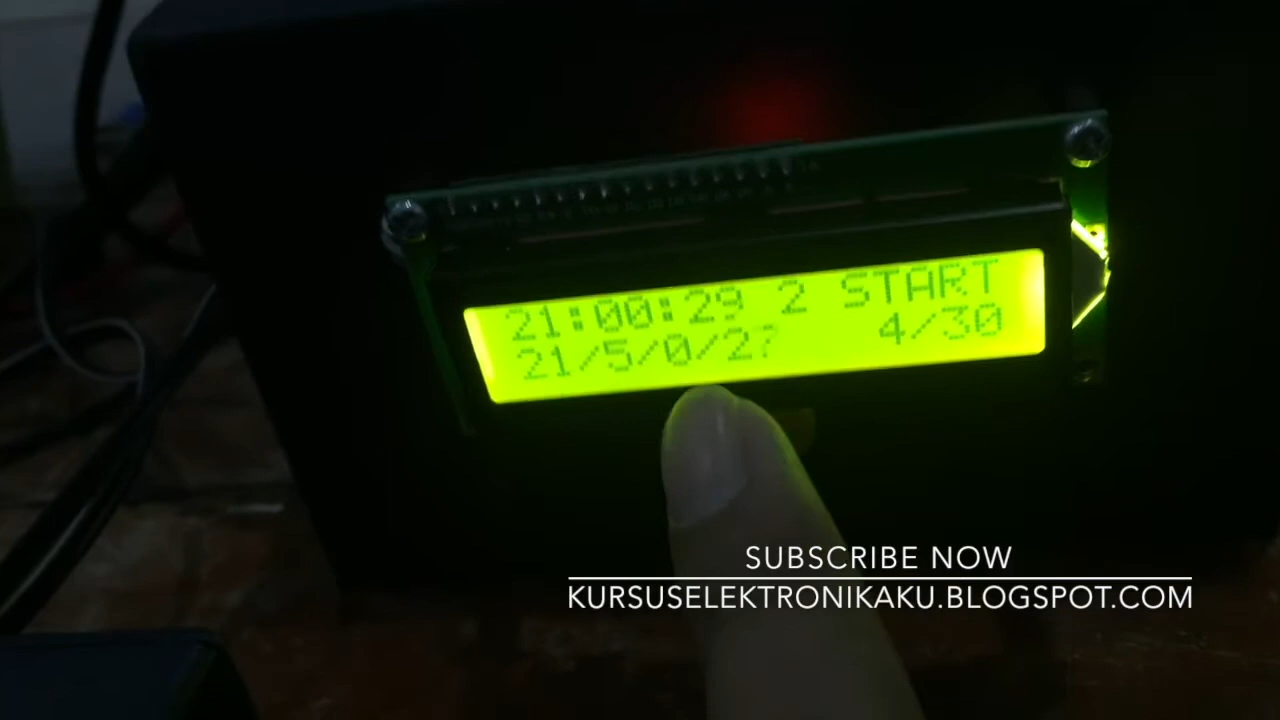 21:00:29 2 START
21/5/0/27 4/30
SUBSCRIBE NOW
KURSUSELEKTRONIKAKU.BLOGSPOT.COM